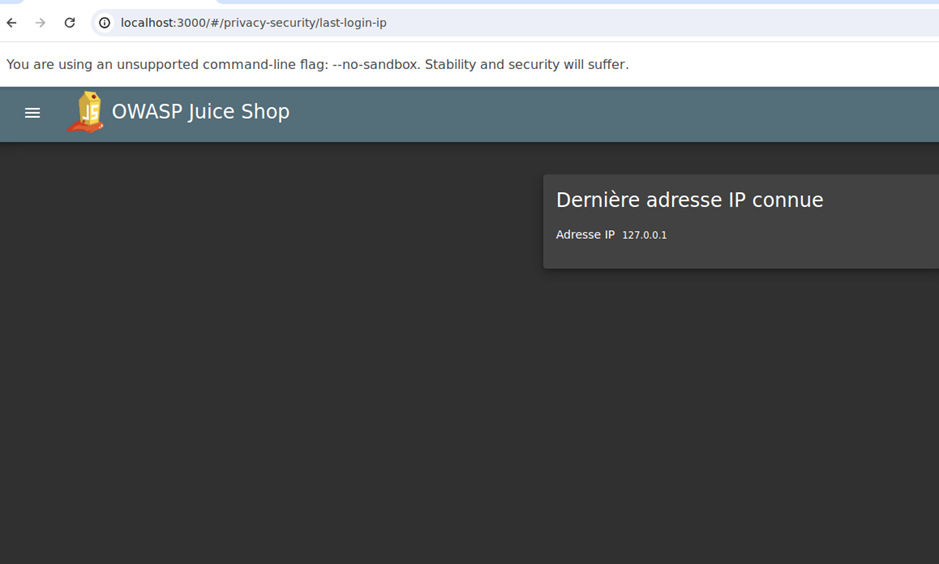 localhost:3000/#/privacy-security/last-login-ip
You are using an unsupported command-line flag: --no-sandbox. Stability and security will suffer.
JS
OWASP Juice Shop
Dernière adresse IP connue
Adresse IP 127.0.0.1